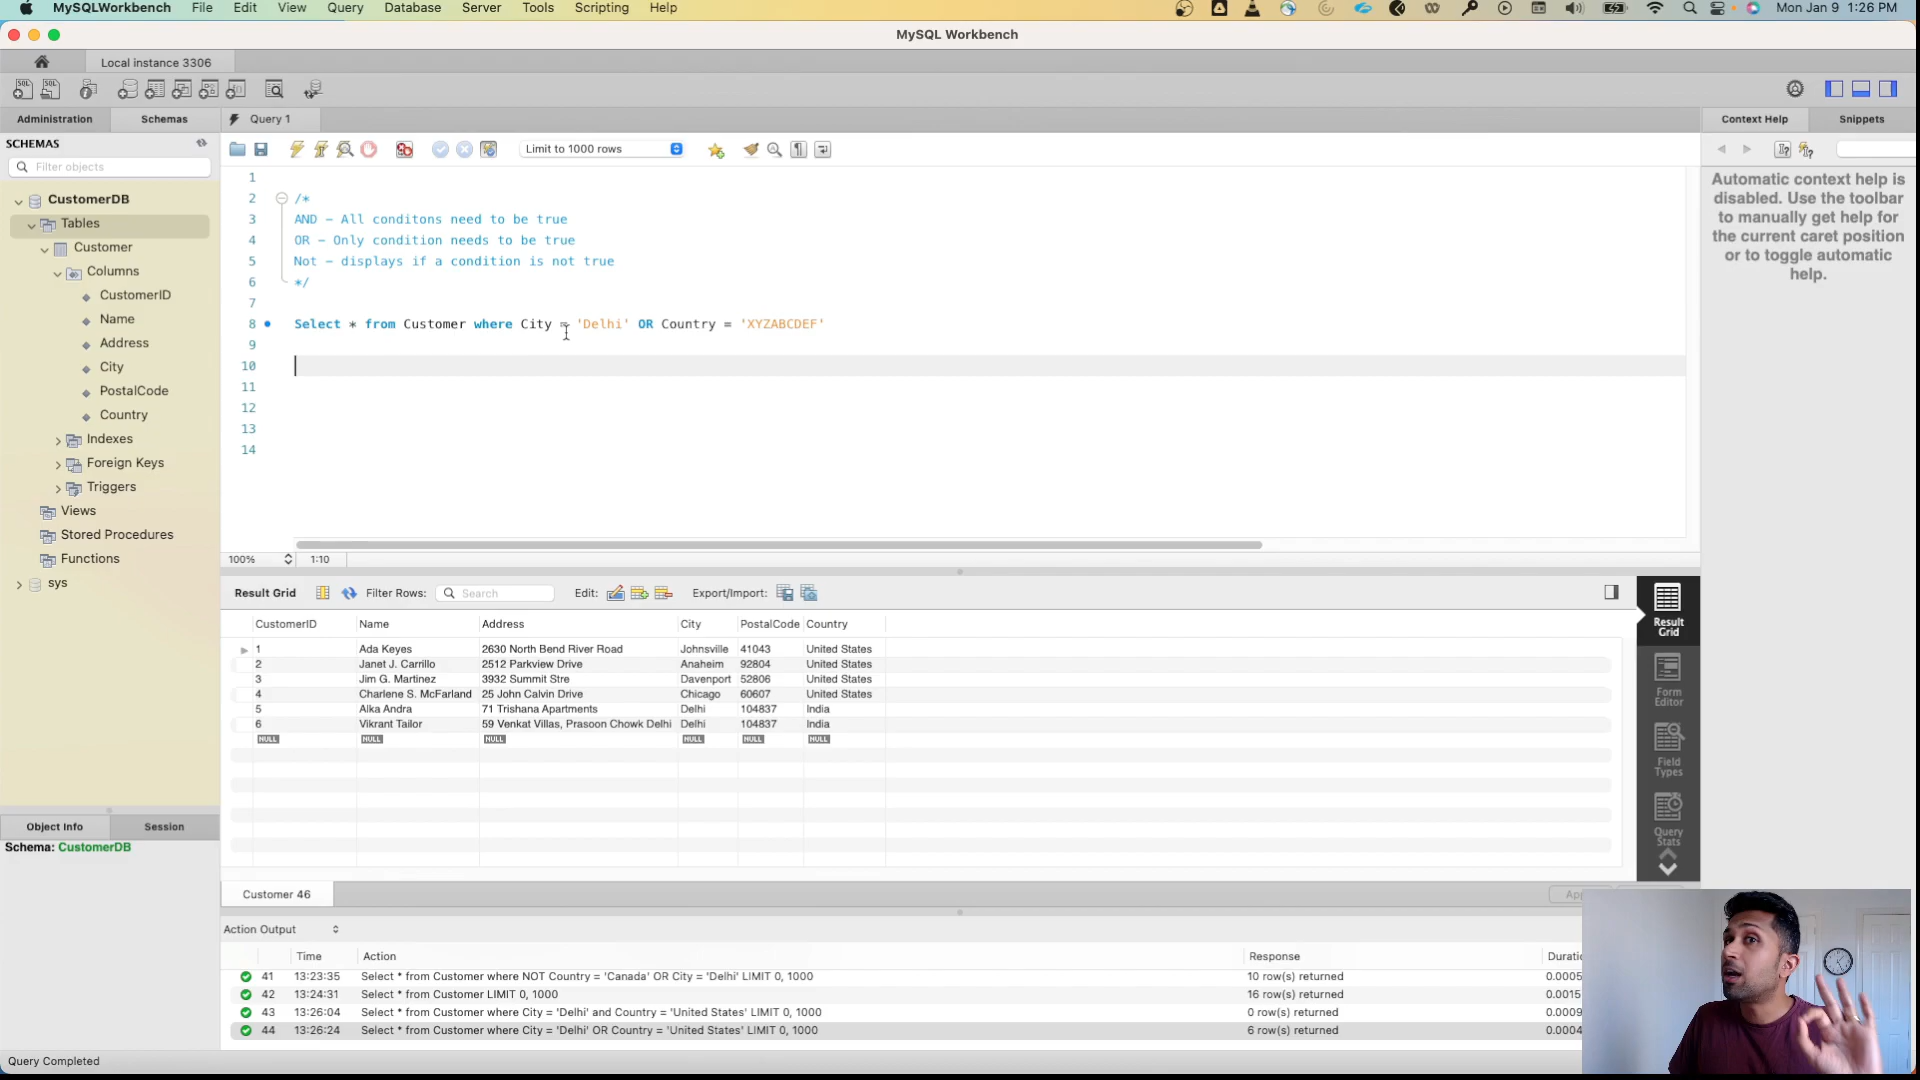 MySQLWorkbench File Edit View Query Database Server Tools Scripting Help Mon Jan 9 1:26 PM
MySQL Workbench
Local instance 3306
Administration Schemas Query 1 Context Help Snippets
SCHEMAS
Filter objects
Limit to 1000 rows
CustomerDB
Tables
Customer
Columns
CustomerID
Name
Address
City
PostalCode
Country
Indexes
Foreign Keys
Triggers
Views
Stored Procedures
Functions
sys
1
2 /*
3 AND - All conditons need to be true
4 OR - Only condition needs to be true
5 Not - displays if a condition is not true
6 */
7
8 Select * from Customer where City = 'Delhi' OR Country = 'XYZABCDEF'
9
10
11
12
13
14
100% 1:10
Automatic context help is
disabled. Use the toolbar
to manually get help for
the current caret position
or to toggle automatic
help.
Result Grid Filter Rows: Search Edit: Export/Import:
CustomerID Name Address City PostalCode Country
1 Ada Keyes 2630 North Bend River Road Johnsville 41043 United States
2 Janet J. Carrillo 2512 Parkview Drive Anaheim 92804 United States
3 Jim G. Martinez 3932 Summit Stre Davenport 52806 United States
4 Charlene S. McFarland 25 John Calvin Drive Chicago 60607 United States
5 Alka Andra 71 Trishana Apartments Delhi 104837 India
6 Vikrant Tailor 59 Venkat Villas, Prasoon Chowk Delhi Delhi 104837 India
NULL NULL NULL NULL NULL NULL
Result
Grid
Form
Editor
Field
Types
Query
Stats
Object Info Session
Schema: CustomerDB
Customer 46
Action Output
Time Action Response Duratic
41 13:23:35 Select * from Customer where NOT Country = 'Canada' OR City = 'Delhi' LIMIT 0, 1000 10 row(s) returned 0.0005
42 13:24:31 Select * from Customer LIMIT 0, 1000 16 row(s) returned 0.0015
43 13:26:04 Select * from Customer where City = 'Delhi' and Country = 'United States' LIMIT 0, 1000 0 row(s) returned 0.0009
44 13:26:24 Select * from Customer where City = 'Delhi' OR Country = 'United States' LIMIT 0, 1000 6 row(s) returned 0.0004
Query Completed